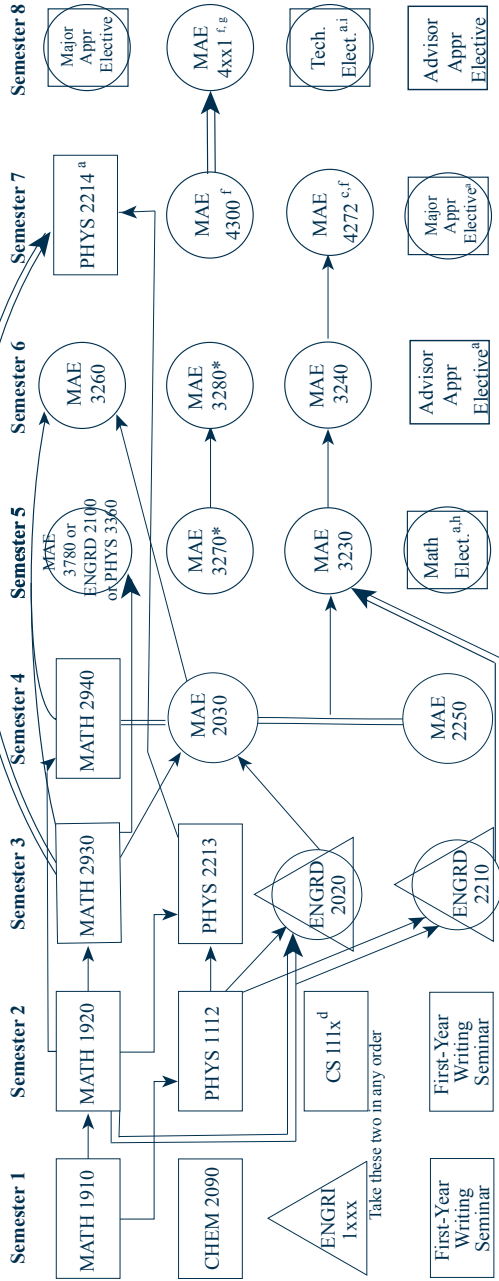 Semester 1
Semester 2
Semester 3
Semester 4
Semester 5
Semester 6
Semester 7
Semester 8
MATH 1910
MATH 1920
MATH 2930
MATH 2940
MAE
3780 or
ENGRD 2100
or PHYS 3360
MAE
3260
PHYS 2214 a
Major
Appr
Elective
CHEM 2090
PHYS 1112
PHYS 2213
MAE
2030
MAE
3270*
MAE
3280*
MAE
4300 f
MAE
4xx1 f, g
ENGRI
1xxx
CS 111x d
Take these two in any order
ENGRD
2020
MAE
3230
MAE
3240
MAE
4272 c,f
Tech.
Elect. a,i
First-Year
Writing
Seminar
First-Year
Writing
Seminar
ENGRD
2210
MAE
2250
Math
Elect. a,h
Advisor
Appr
Elective a
Major
Appr
Elective a
Advisor
Appr
Elective